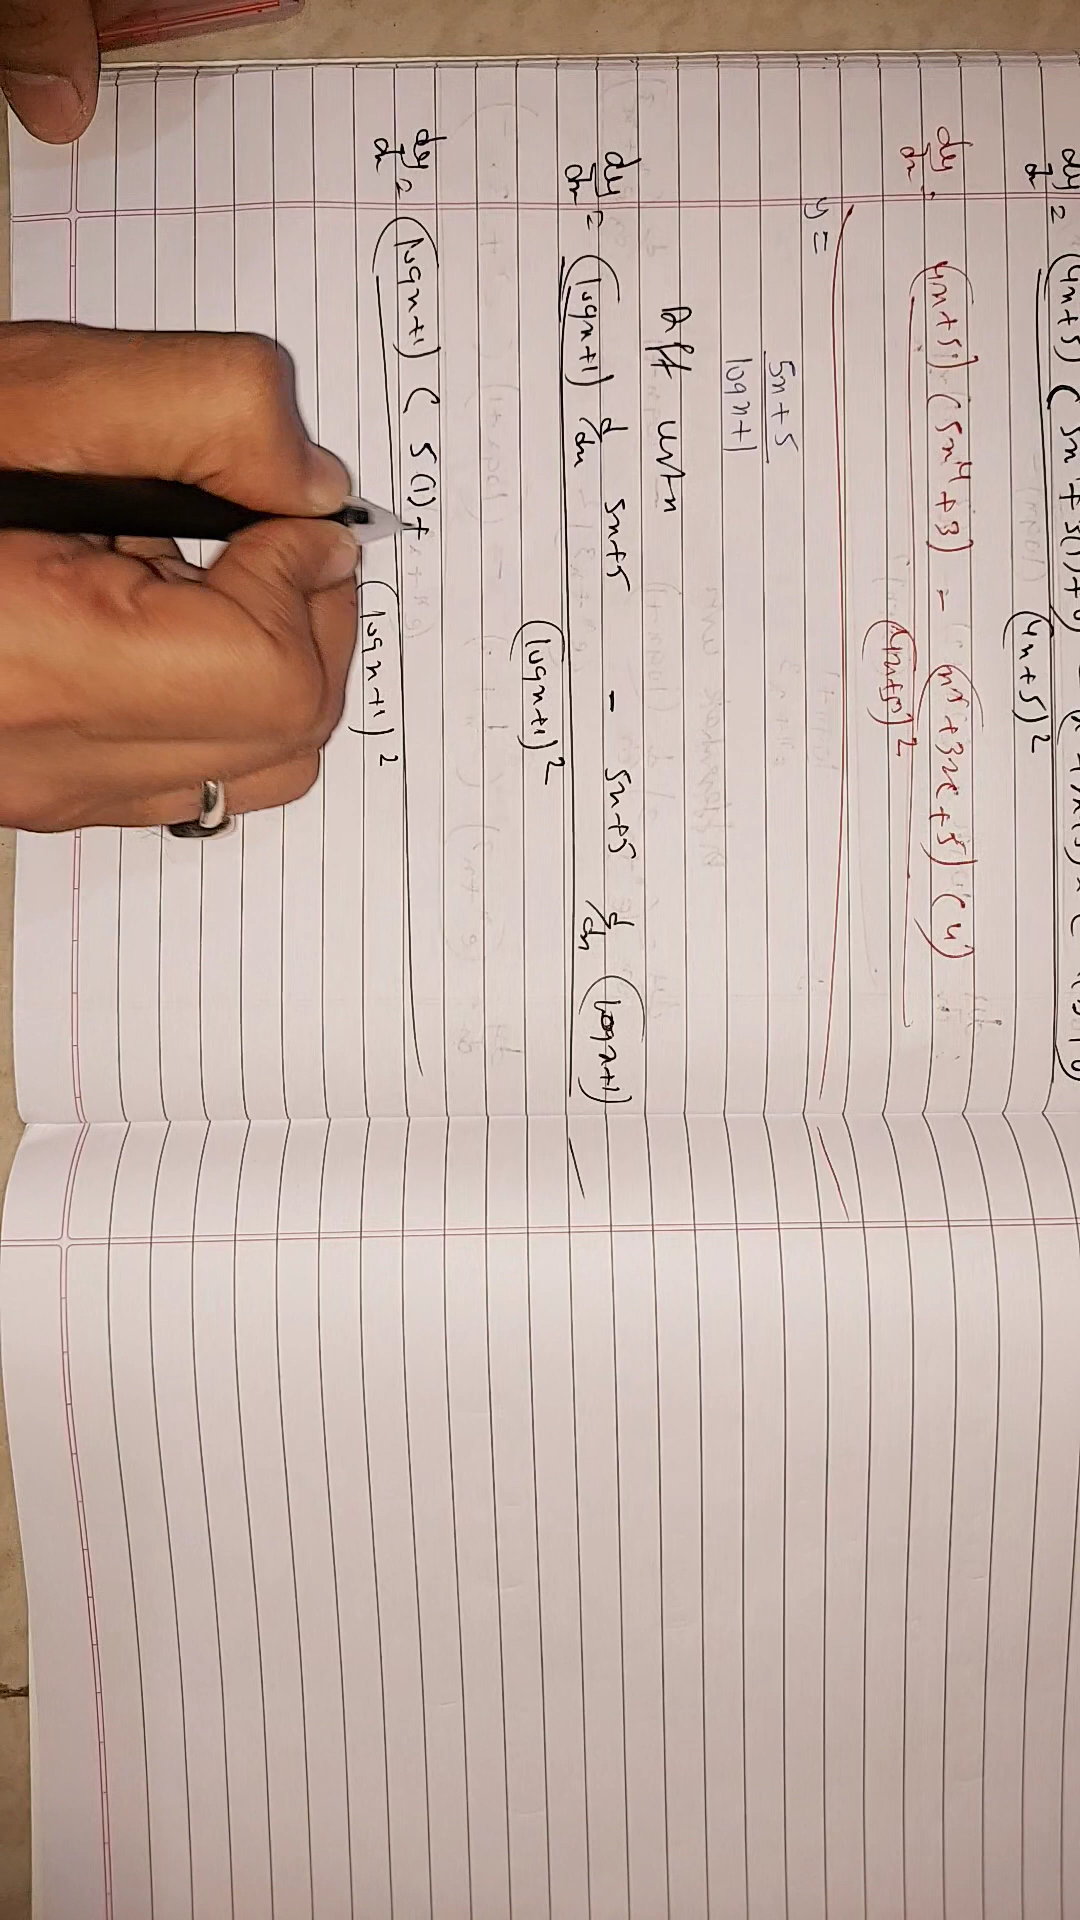 dy/dx = (4x+5) (5x
(4x+5)²
dy/dx = (4x+5) (5x⁴+3) - (x⁵+3x+5) (4)
(4x+5)²
y = 5x+5
logx+1
Diff wrt x
dy/dx = (logx+1) d/dx 5x+5 - 5x+5 d/dx (logx+1)
(logx+1)²
dy/dx = (logx+1) ( 5(1)+
(logx+1)²